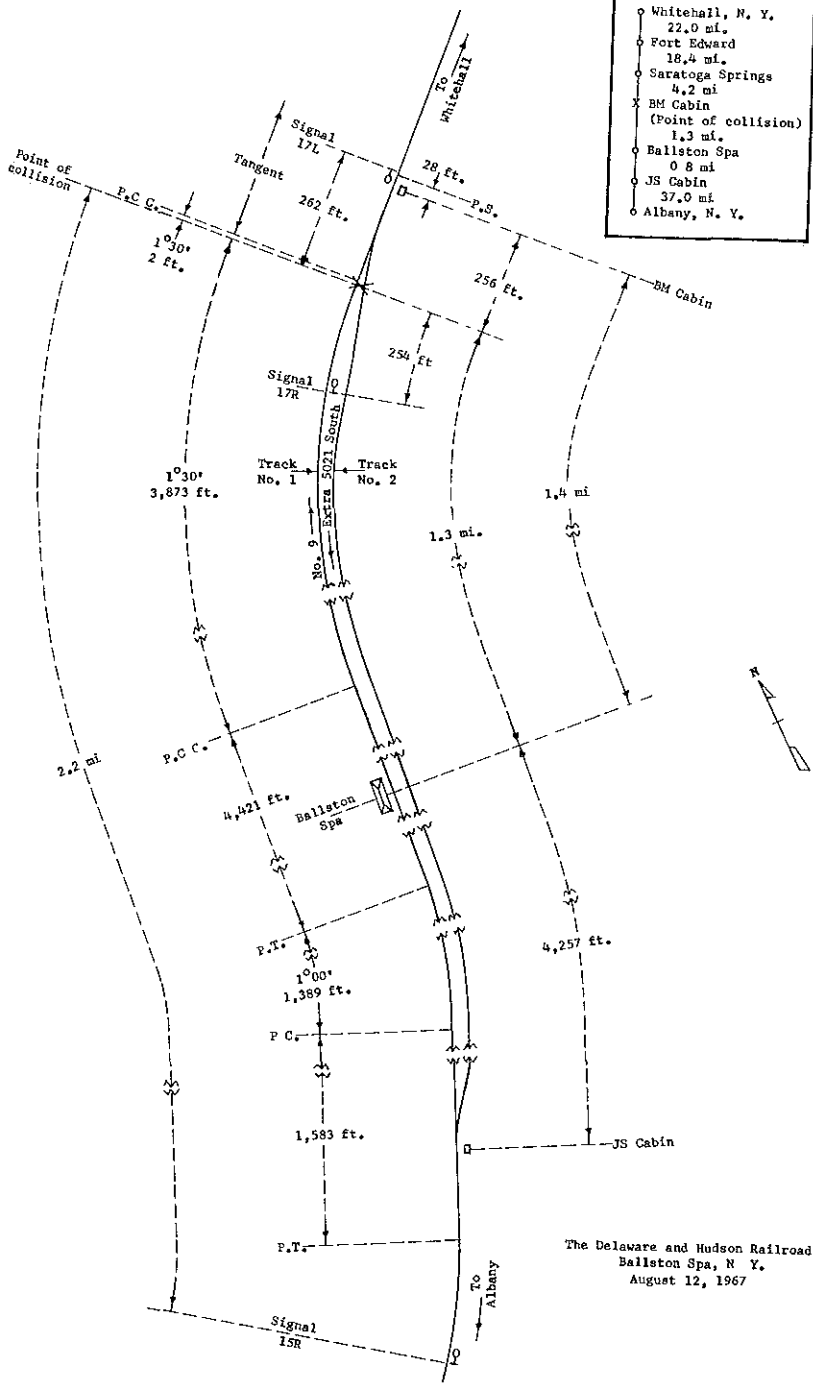 Whitehall, N. Y.
22.0 mi.
Fort Edward
18.4 mi.
Saratoga Springs
4.2 mi
BM Cabin
(Point of collision)
1.3 mi.
Ballston Spa
0 8 mi
JS Cabin
37.0 mi
Albany, N. Y.
To
Whitehall
Signal
17L
28 ft.
P.S.
Tangent
262 ft.
Point of
collision
P.C C.
1°30'
2 ft.
256 ft.
BM Cabin
254 ft
Signal
17R
Track
No. 1
Track
No. 2
Extra 5021 South
No. 9
1°30'
3,873 ft.
1.3 mi.
1.4 mi
N
2.2 mi
P.C C.
4,421 ft.
Ballston
Spa
P.T.
1°00'
1,389 ft.
4,257 ft.
P C.
1,583 ft.
JS Cabin
P.T.
To
Albany
The Delaware and Hudson Railroad
Ballston Spa, N Y.
August 12, 1967
Signal
15R